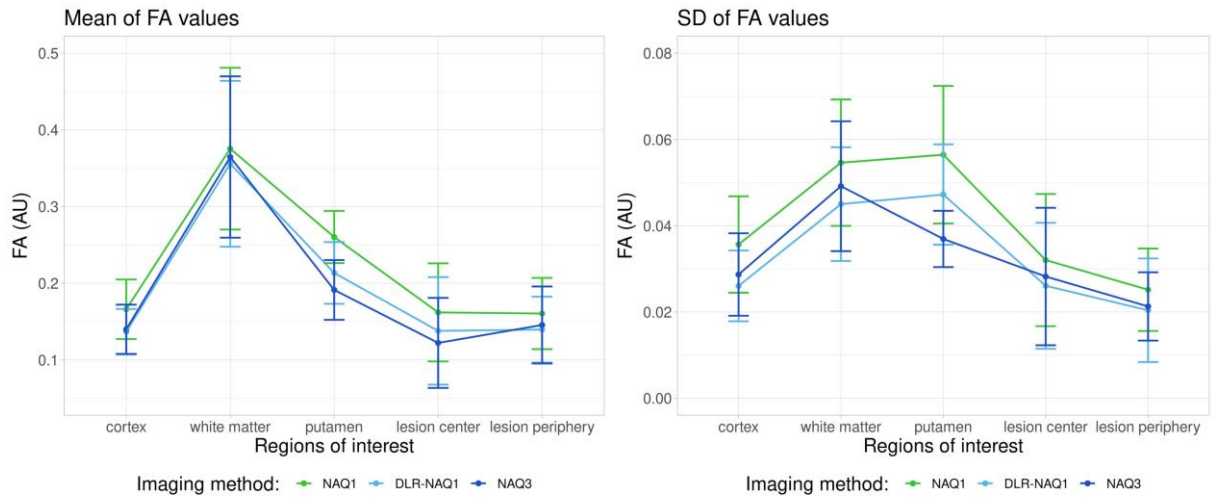 Mean of FA values
FA (AU)
0.5
0.4
0.3
0.2
0.1
cortex white matter putamen lesion center lesion periphery
Regions of interest
Imaging method: NAQ1 DLR-NAQ1 NAQ3
SD of FA values
FA (AU)
0.08
0.06
0.04
0.02
0.00
cortex white matter putamen lesion center lesion periphery
Regions of interest
Imaging method: NAQ1 DLR-NAQ1 NAQ3